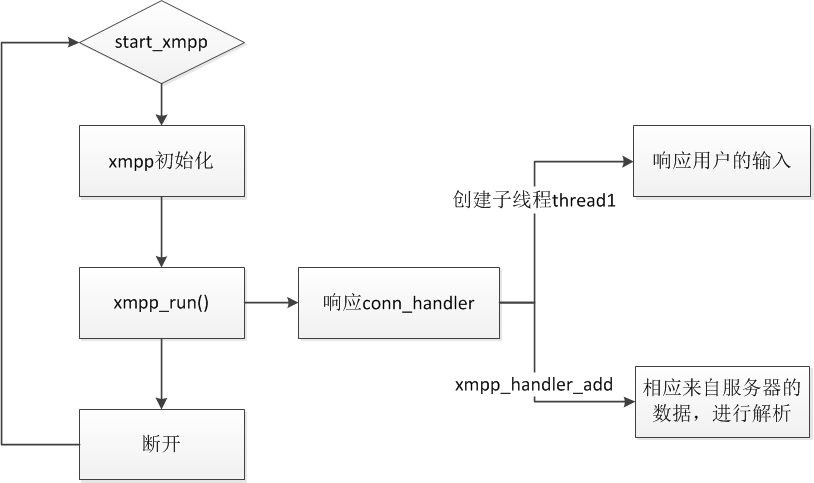 start_xmpp
xmpp初始化
响应用户的输入
创建子线程thread1
xmpp_run()
响应conn_handler
xmpp_handler_add
相应来自服务器的
数据，进行解析
断开